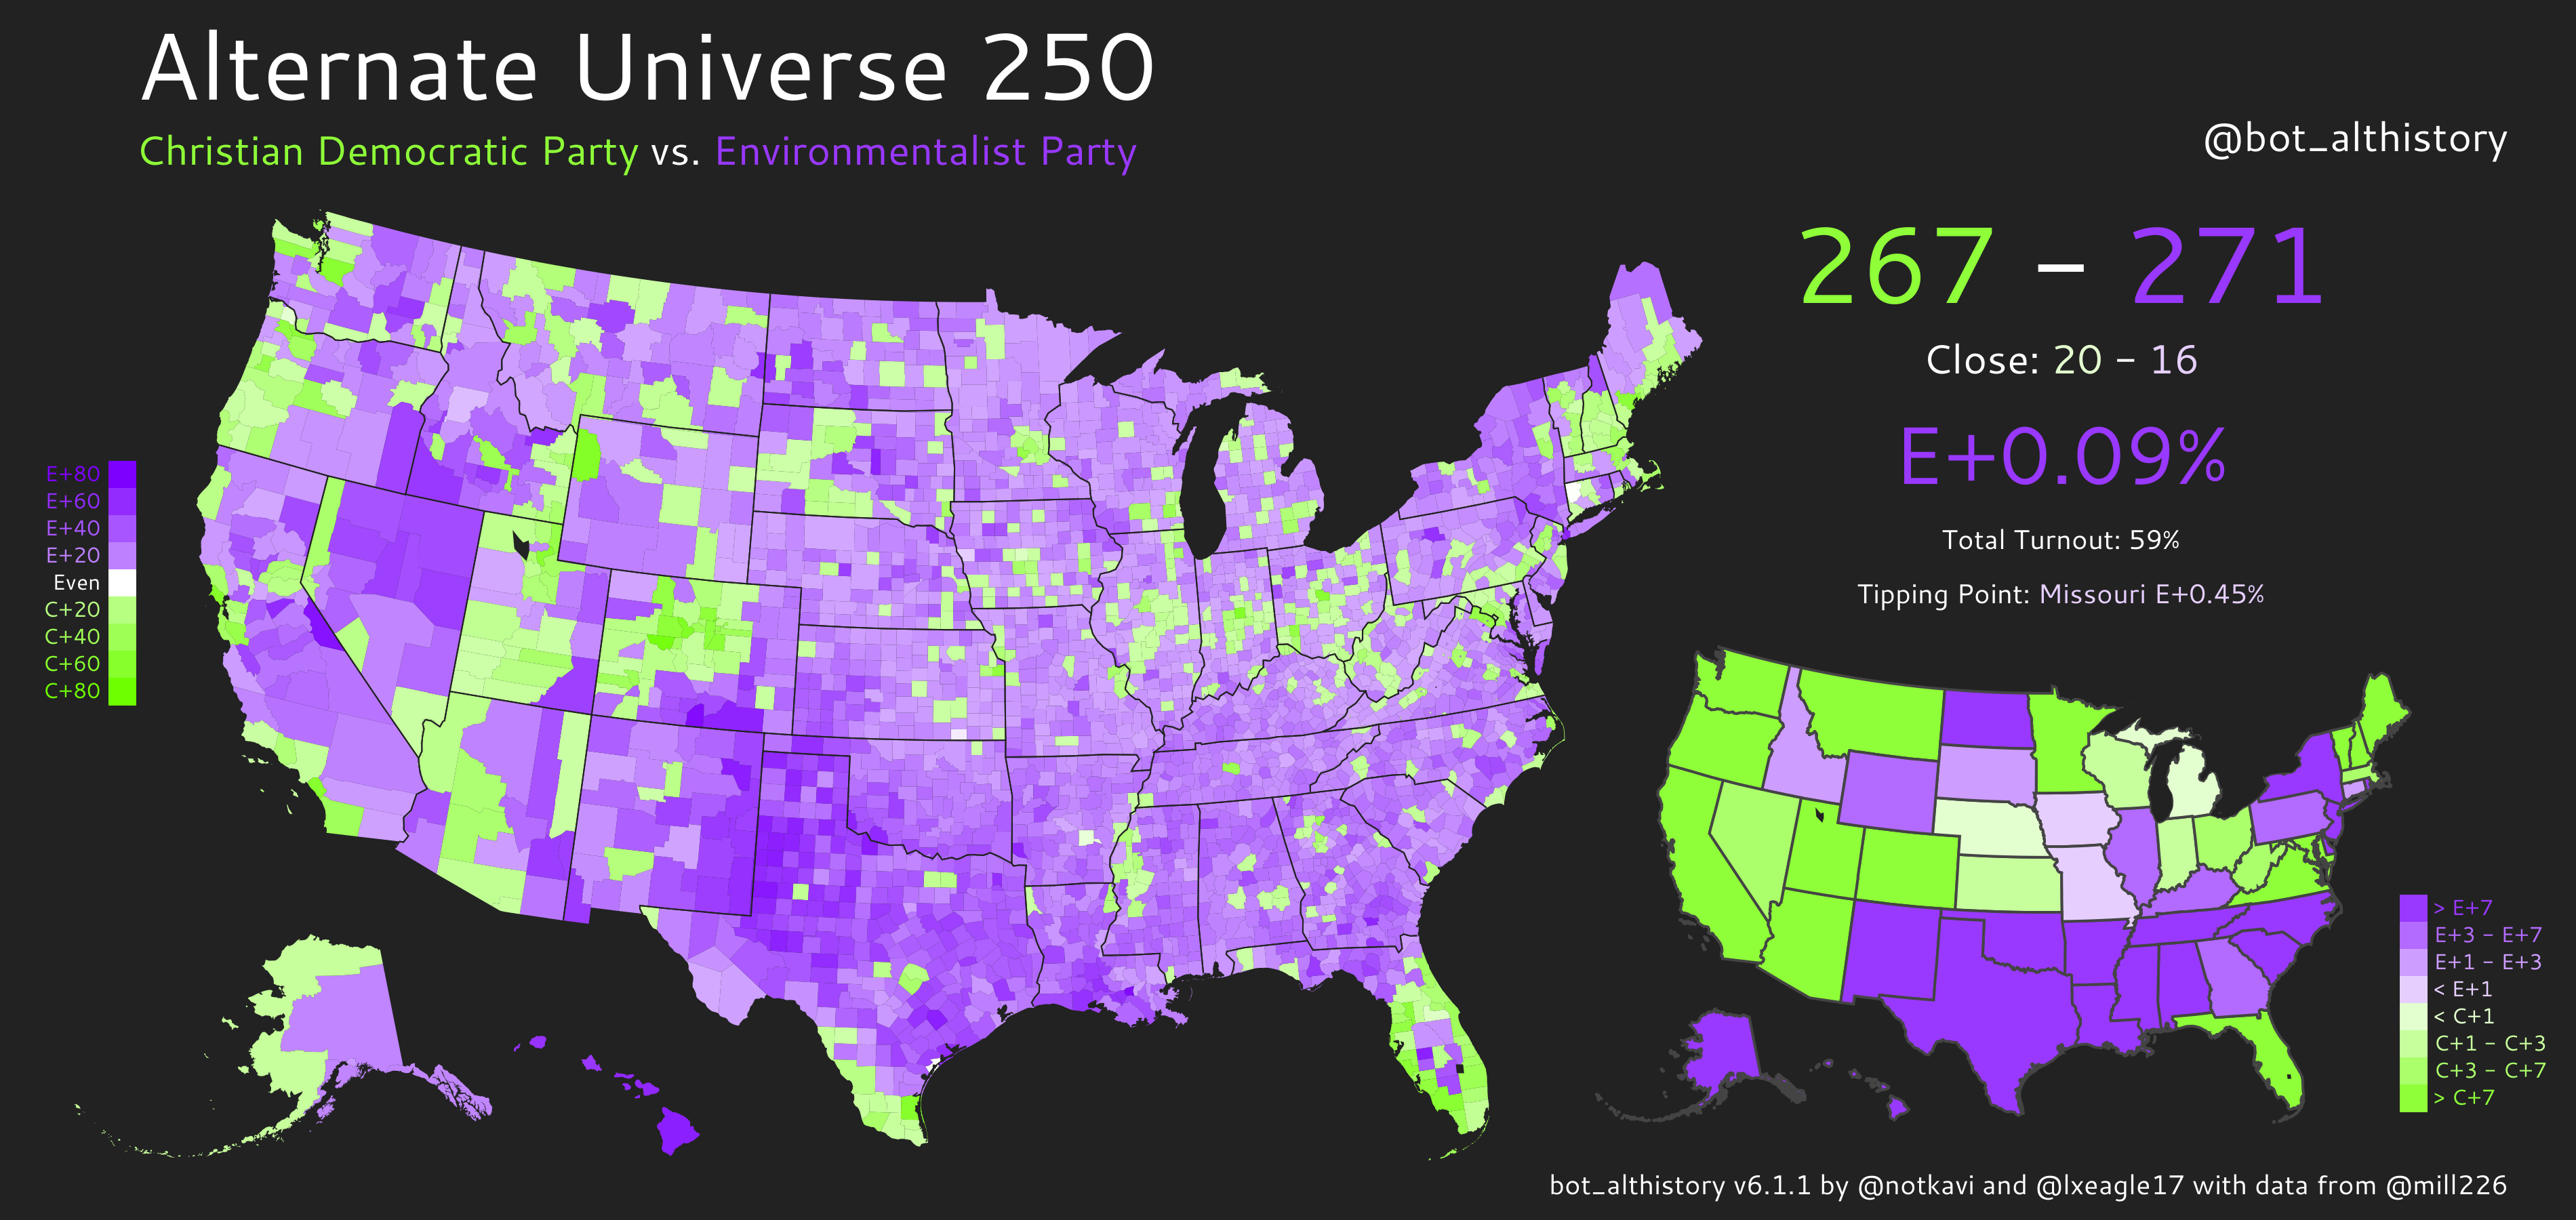 Alternate Universe 250
Christian Democratic Party vs. Environmentalist Party
@bot_althistory
267 – 271
Close: 20 – 16
E+0.09%
Total Turnout: 59%
Tipping Point: Missouri E+0.45%
E+80
E+60
E+40
E+20
Even
C+20
C+40
C+60
C+80
> E+7
E+3 – E+7
E+1 – E+3
< E+1
< C+1
C+1 – C+3
C+3 – C+7
> C+7
bot_althistory v6.1.1 by @notkavi and @lxeagle17 with data from @mill226